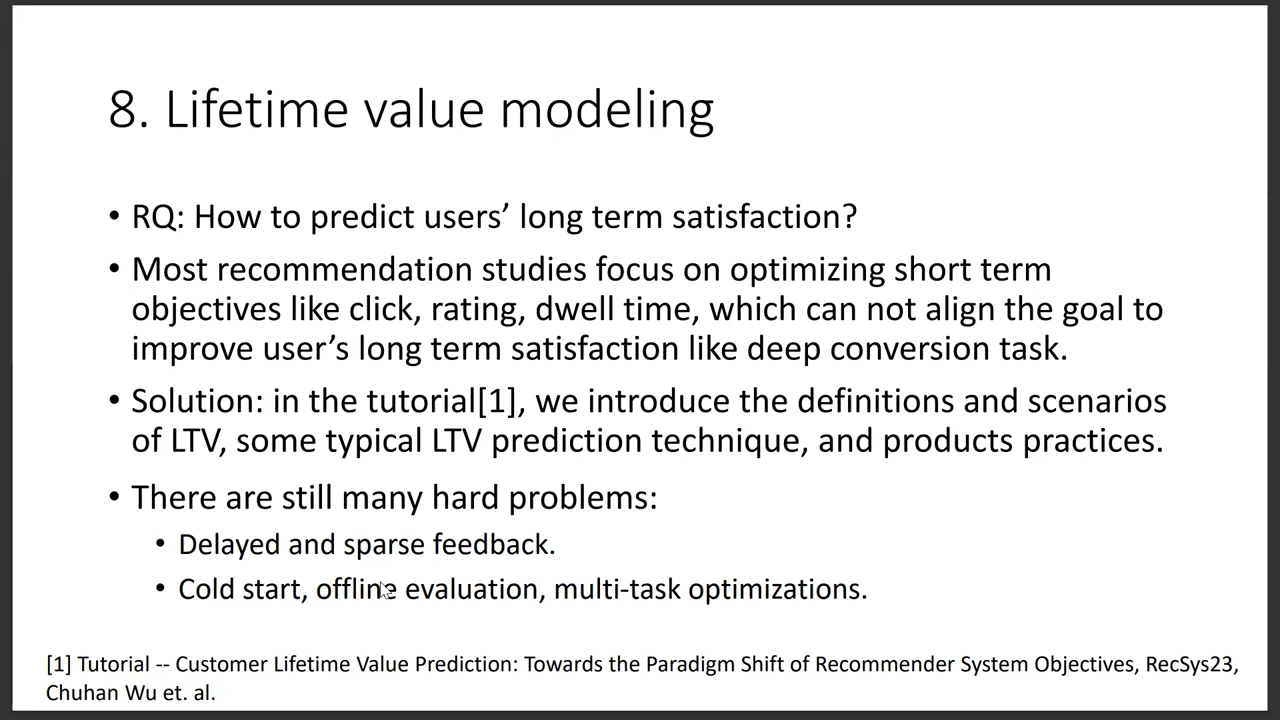 8. Lifetime value modeling
• RQ: How to predict users’ long term satisfaction?
• Most recommendation studies focus on optimizing short term
objectives like click, rating, dwell time, which can not align the goal to
improve user’s long term satisfaction like deep conversion task.
• Solution: in the tutorial[1], we introduce the definitions and scenarios
of LTV, some typical LTV prediction technique, and products practices.
• There are still many hard problems:
• Delayed and sparse feedback.
• Cold start, offline evaluation, multi-task optimizations.
[1] Tutorial -- Customer Lifetime Value Prediction: Towards the Paradigm Shift of Recommender System Objectives, RecSys23,
Chuhan Wu et. al.